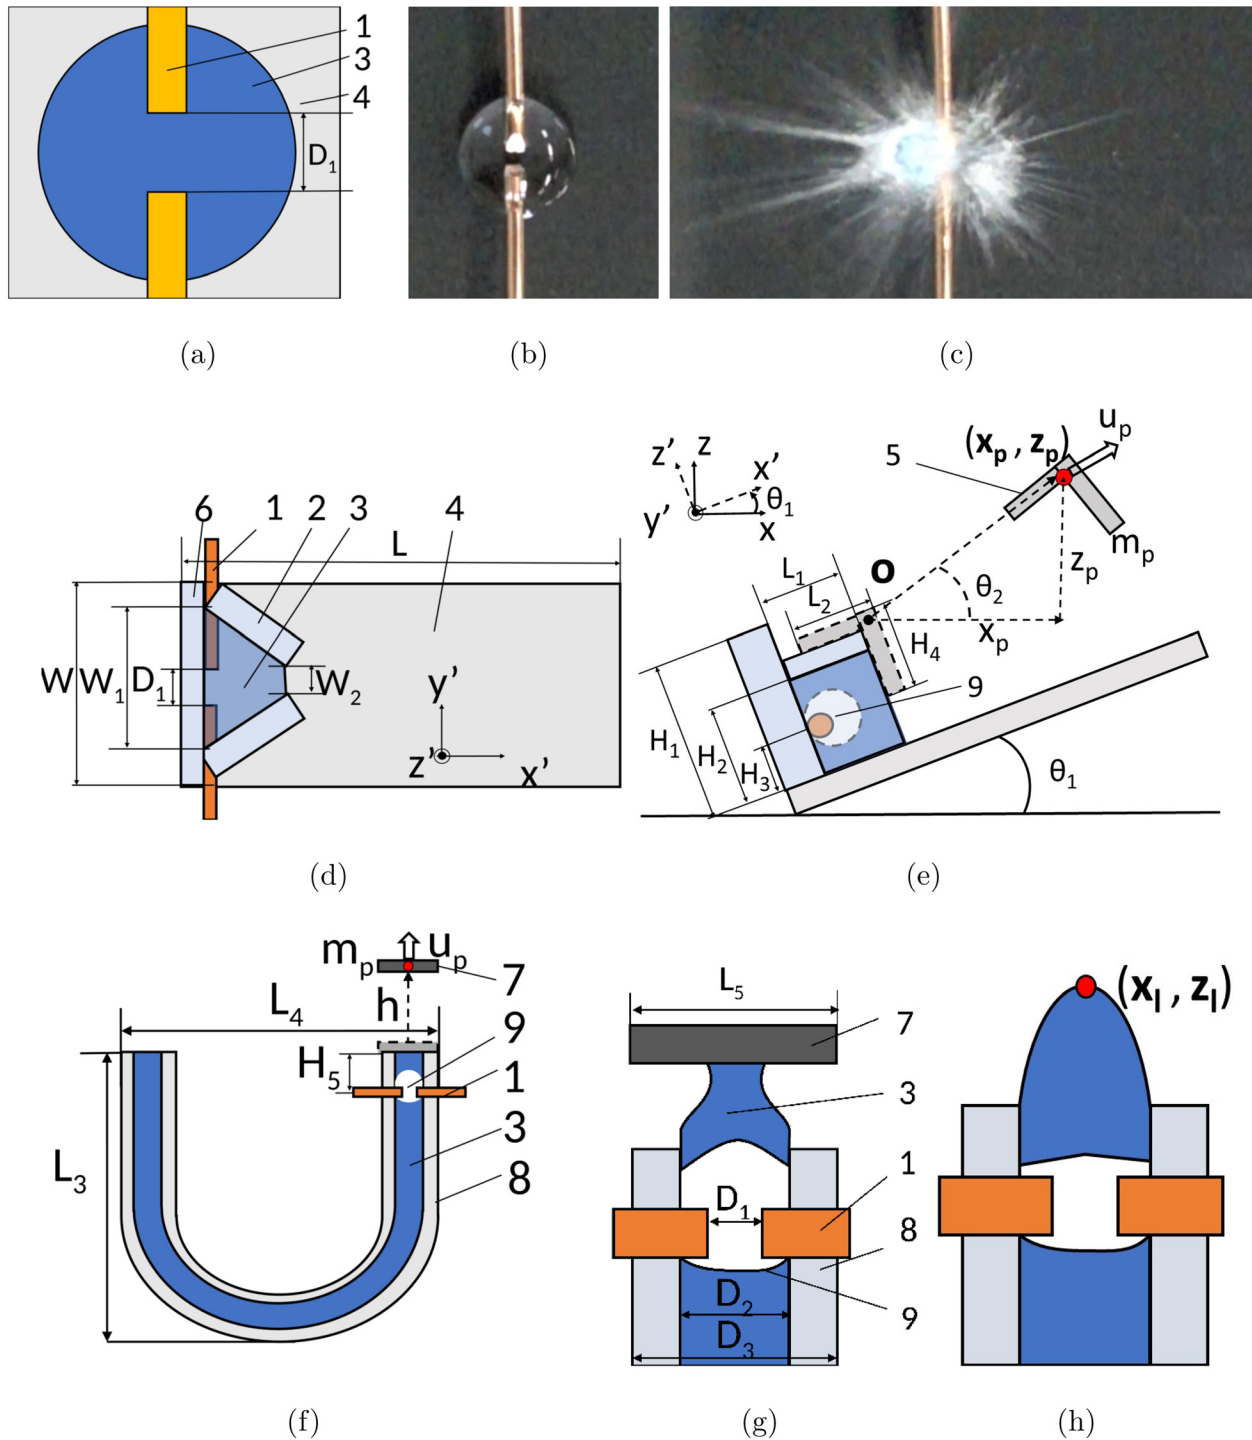 1
3
4
D₁
(a)
(b)
(c)
6 1 2 3 4
L
W W₁ D₁
W₂
y'
z' x'
(d)
z' z x'
θ₁
y' x
5
(xₚ, zₚ) uₚ
mₚ
zₚ
L₁
L₂
O
θ₂
xₚ
H₄
9
H₁
H₂
H₃
θ₁
(e)
mₚ uₚ
7
L₄ h
9
H₅
1
L₃
3
8
(f)
L₅
7
3
1
D₁
8
D₂
9
D₃
(g)
(xₗ, zₗ)
(h)